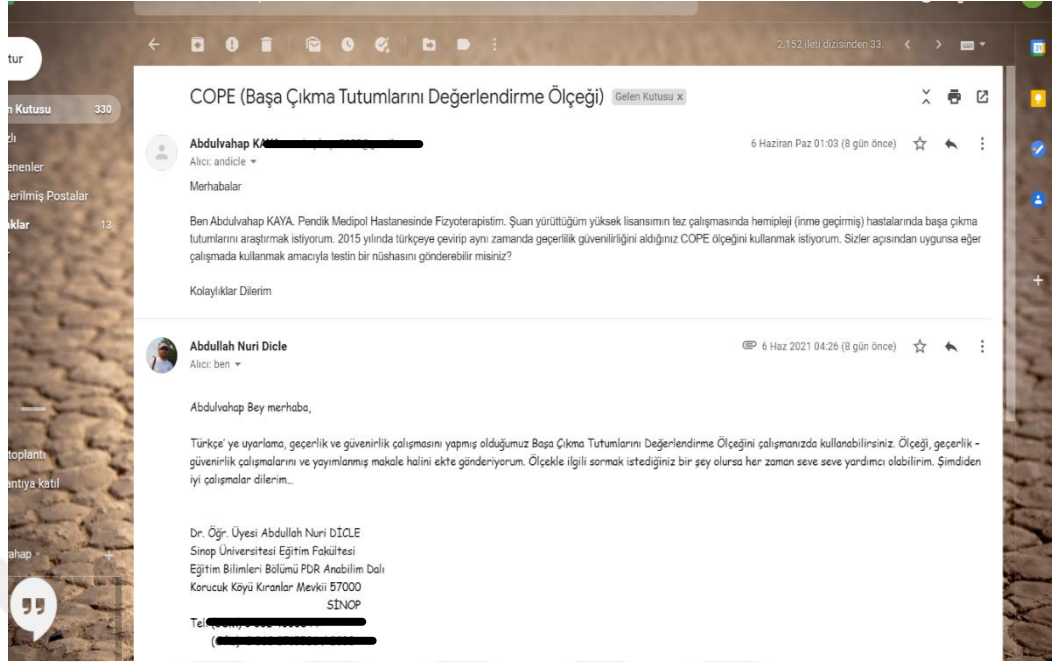 2.152 ileti dizisinden 33.
tur
COPE (Başa Çıkma Tutumlarını Değerlendirme Ölçeği) Gelen Kutusu x
n Kutusu 330
Abdulvahap 6 Haziran Paz 01:03 (8 gün önce)
Alıcı: andicle
enenler
Merhabalar
lerilmiş Postalar
aklar 13
Ben Abdulvahap KAYA. Pendik Medipol Hastanesinde Fizyoterapistim. Şuan yürüttüğüm yüksek lisansımın tez çalışmasında hemipleji (inme geçirmiş) hastalarında başa çıkma
tutumlarını araştırmak istiyorum. 2015 yılında türkçeye çevirip aynı zamanda geçerlilik güvenilirliğini aldığınız COPE ölçeğini kullanmak istiyorum. Sizler açısından uygunsa eğer
çalışmada kullanmak amacıyla testin bir nüshasını gönderebilir misiniz?
Kolaylıklar Dilerim
Abdullah Nuri Dicle 6 Haz 2021 04:26 (8 gün önce)
Alıcı: ben
Abdulvahap Bey merhaba,
Türkçe' ye uyarlama, geçerlik ve güvenirlik çalışmasını yapmış olduğumuz Başa Çıkma Tutumlarını Değerlendirme Ölçeğini çalışmanızda kullanabilirsiniz. Ölçeği, geçerlik –
güvenirlik çalışmalarını ve yayımlanmış makale halini ekte gönderiyorum. Ölçekle ilgili sormak istediğiniz bir şey olursa her zaman seve seve yardımcı olabilirim. Şimdiden
iyi çalışmalar dilerim...
toplantı
antıya katıl
Dr. Öğr. Üyesi Abdullah Nuri DİCLE
Sinop Üniversitesi Eğitim Fakültesi
Eğitim Bilimleri Bölümü PDR Anabilim Dalı
Korucuk Köyü Kıranlar Mevkii 57000
SİNOP
Tel:
vahap